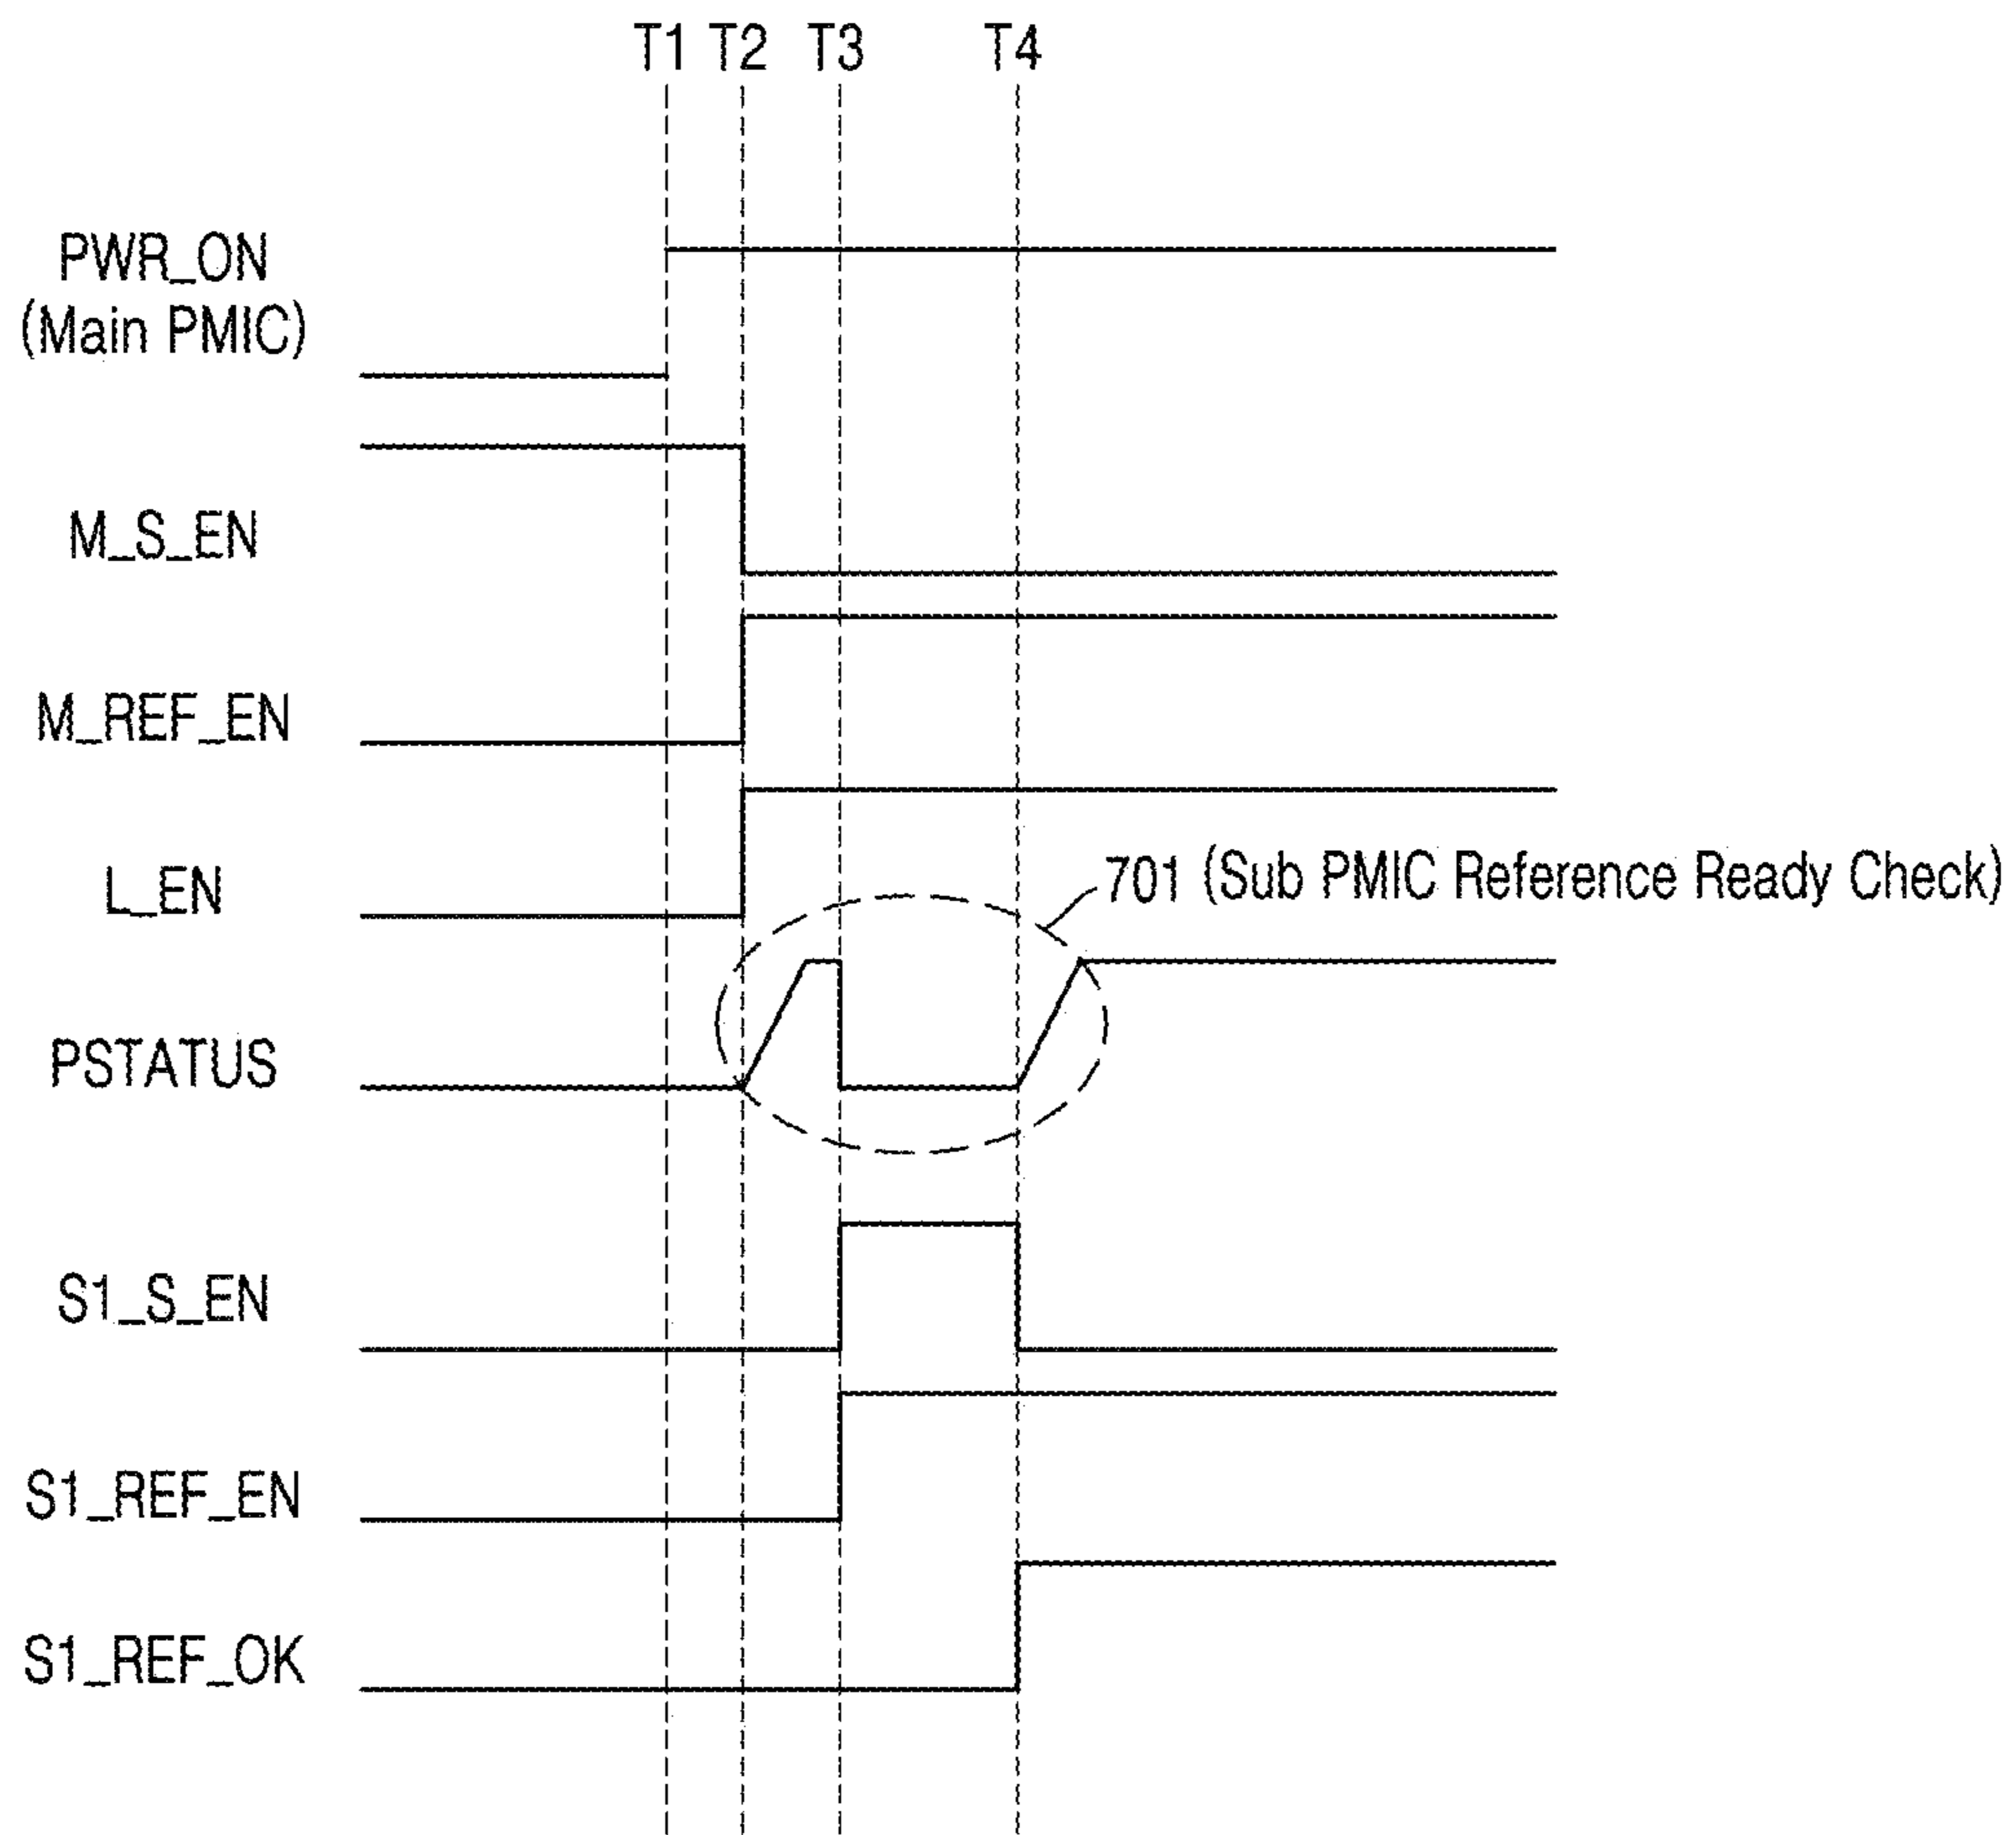 T1 T2 T3 T4
PWR_ON
(Main PMIC)
M_S_EN
M_REF_EN
L_EN
701 (Sub PMIC Reference Ready Check)
PSTATUS
S1_S_EN
S1_REF_EN
S1_REF_OK